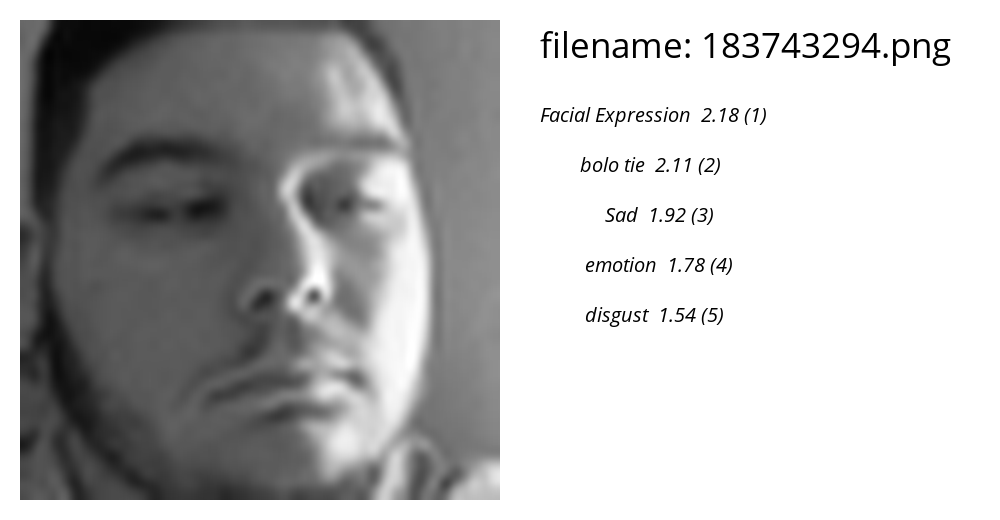 filename: 183743294.png
Facial Expression 2.18 (1)
bolo tie 2.11 (2)
Sad 1.92 (3)
emotion 1.78 (4)
disgust 1.54 (5)